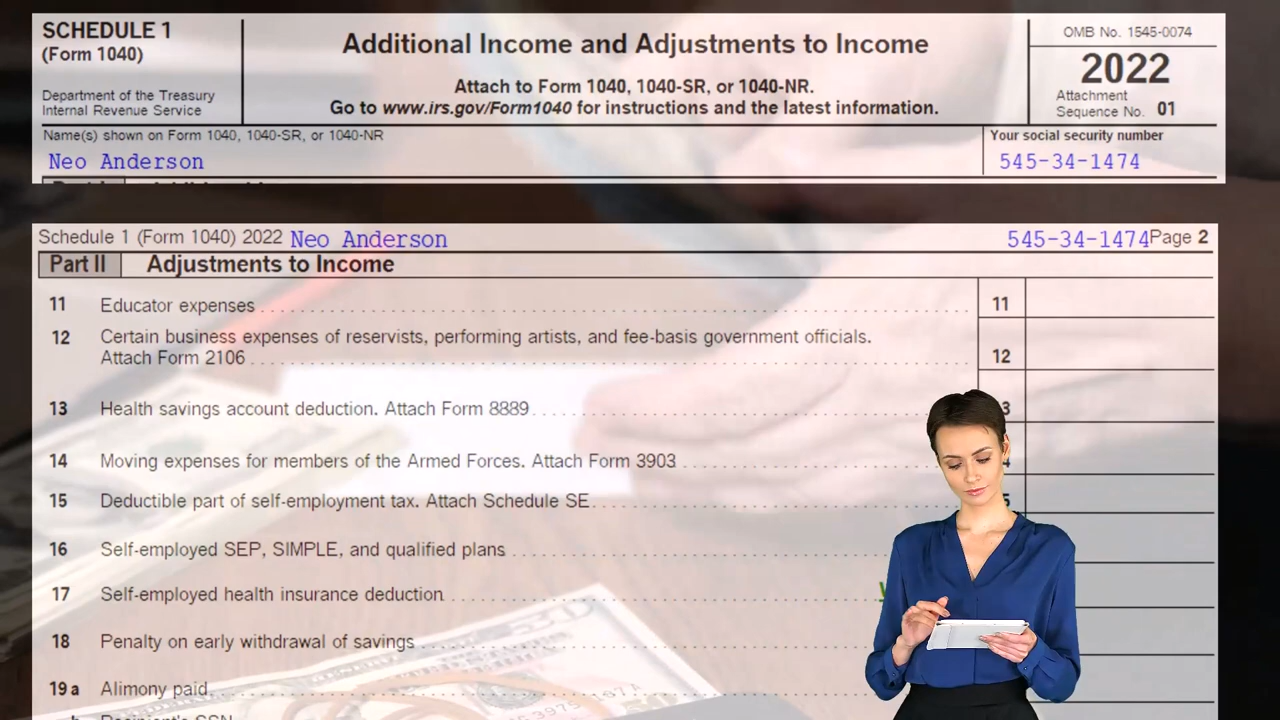 SCHEDULE 1
(Form 1040)
Department of the Treasury
Internal Revenue Service
Additional Income and Adjustments to Income
Attach to Form 1040, 1040-SR, or 1040-NR.
Go to www.irs.gov/Form1040 for instructions and the latest information.
OMB No. 1545-0074
2022
Attachment
Sequence No. 01
Name(s) shown on Form 1040, 1040-SR, or 1040-NR
Your social security number
Neo Anderson
545-34-1474
Schedule 1 (Form 1040) 2022 Neo Anderson 545-34-1474 Page 2
Part II Adjustments to Income
11 Educator expenses 11
12 Certain business expenses of reservists, performing artists, and fee-basis government officials.
Attach Form 2106 12
13 Health savings account deduction. Attach Form 8889 3
14 Moving expenses for members of the Armed Forces. Attach Form 3903
15 Deductible part of self-employment tax. Attach Schedule SE 5
16 Self-employed SEP, SIMPLE, and qualified plans
17 Self-employed health insurance deduction
18 Penalty on early withdrawal of savings
19 a Alimony paid